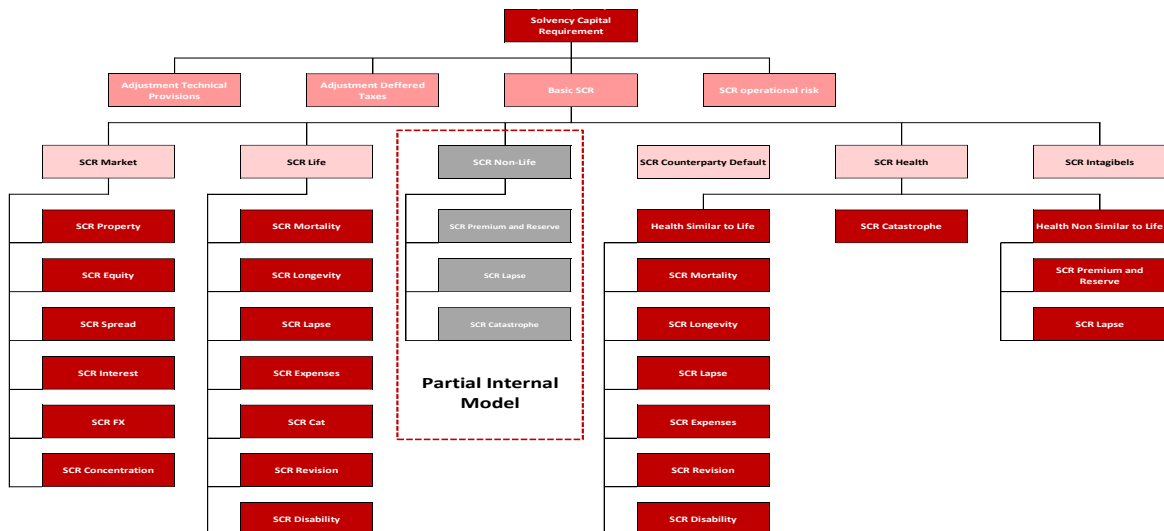 Solvency Capital
Requirement
Adjustment Technical
Provisions
Adjustment Deffered
Taxes
Basic SCR
SCR operational risk
SCR Market
SCR Life
SCR Non-Life
SCR Counterparty Default
SCR Health
SCR Intagibels
SCR Property
SCR Mortality
SCR Premium and Reserve
Health Similar to Life
SCR Catastrophe
Health Non Similar to Life
SCR Equity
SCR Longevity
SCR Lapse
SCR Mortality
SCR Premium and
Reserve
SCR Spread
SCR Lapse
SCR Catastrophe
SCR Longevity
SCR Lapse
SCR Interest
SCR Expenses
Partial Internal
Model
SCR Lapse
SCR FX
SCR Cat
SCR Expenses
SCR Concentration
SCR Revision
SCR Revision
SCR Disability
SCR Disability